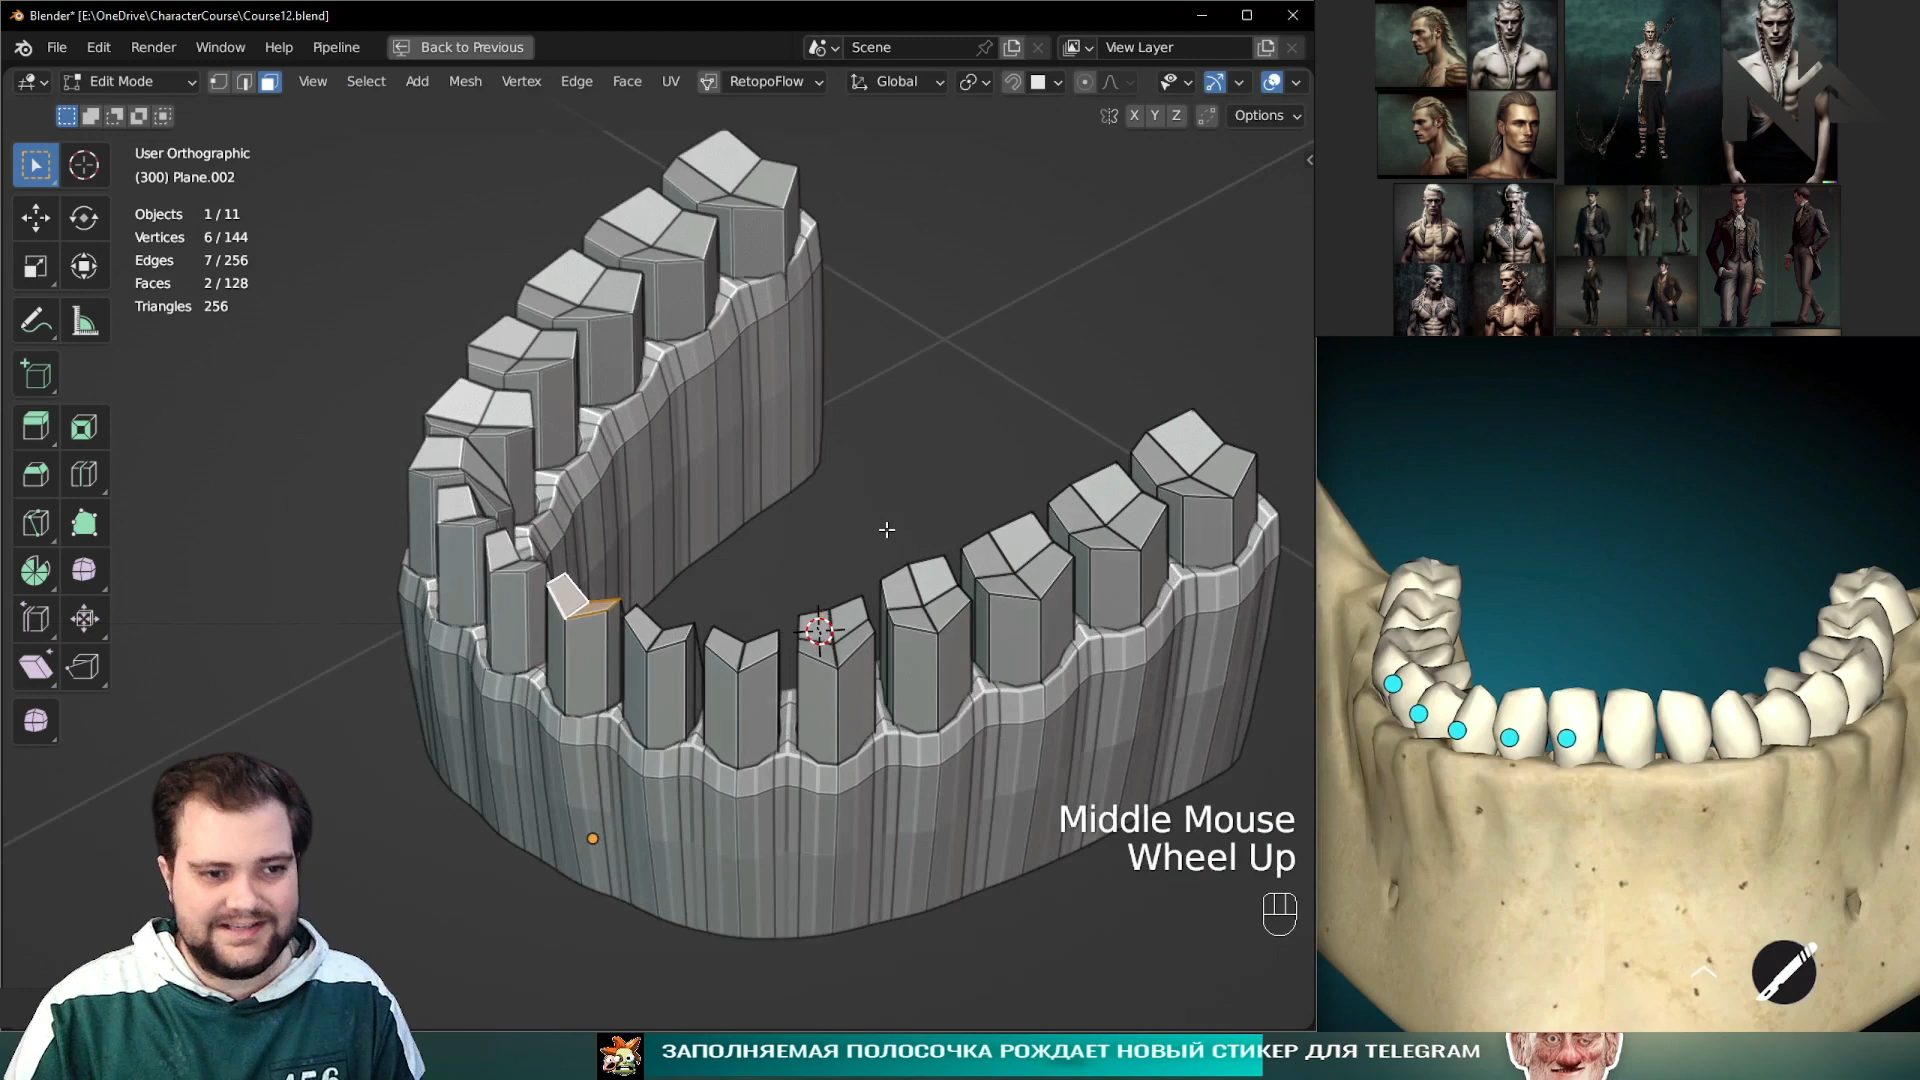 Blender* [E:\OneDrive\CharacterCourse\Course12.blend]
File Edit Render Window Help Pipeline Back to Previous Scene View Layer
Edit Mode View Select Add Mesh Vertex Edge Face UV RetopoFlow Global
X Y Z Options
User Orthographic
(300) Plane.002
Objects 1 / 11
Vertices 6 / 144
Edges 7 / 256
Faces 2 / 128
Triangles 256
Middle Mouse
Wheel Up
ЗАПОЛНЯЕМАЯ ПОЛОСОЧКА РОЖДАЕТ НОВЫЙ СТИКЕР ДЛЯ TELEGRAM